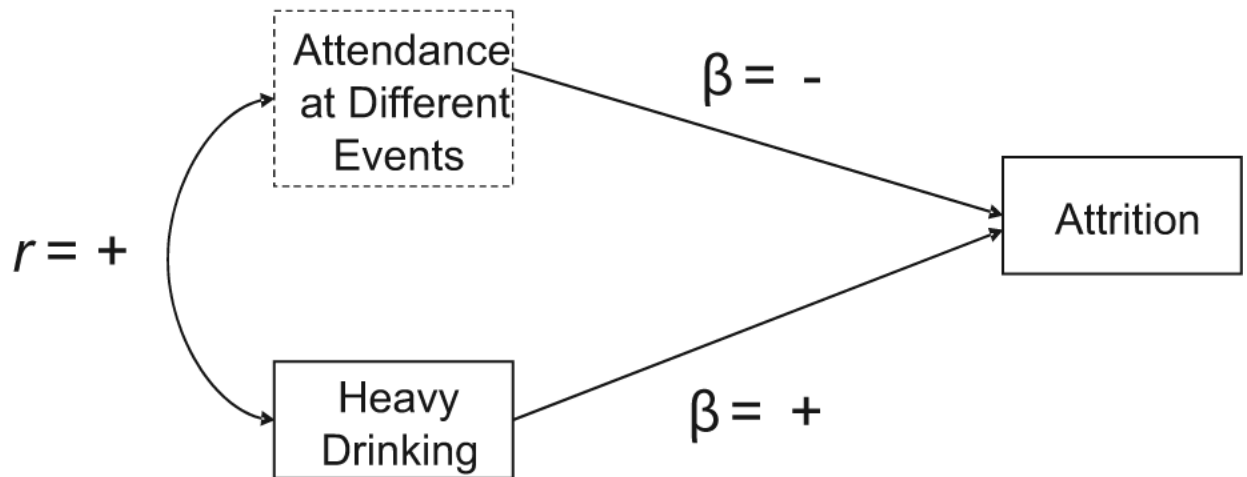 Attendance
at Different
Events
β = -
Attrition
r = +
Heavy
Drinking
β = +